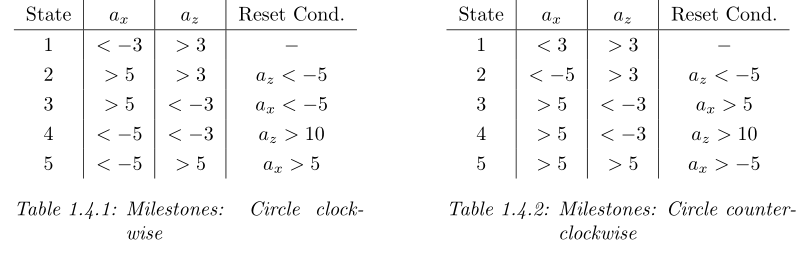 State a_x a_z Reset Cond.
1 < −3 > 3 −
2 > 5 > 3 a_z < −5
3 > 5 < −3 a_x < −5
4 < −5 < −3 a_z > 10
5 < −5 > 5 a_x > 5
Table 1.4.1: Milestones: Circle clock-
wise
State a_x a_z Reset Cond.
1 < 3 > 3 −
2 < −5 > 3 a_z < −5
3 > 5 < −3 a_x > 5
4 > 5 < −3 a_z > 10
5 > 5 > 5 a_x > −5
Table 1.4.2: Milestones: Circle counter-
clockwise